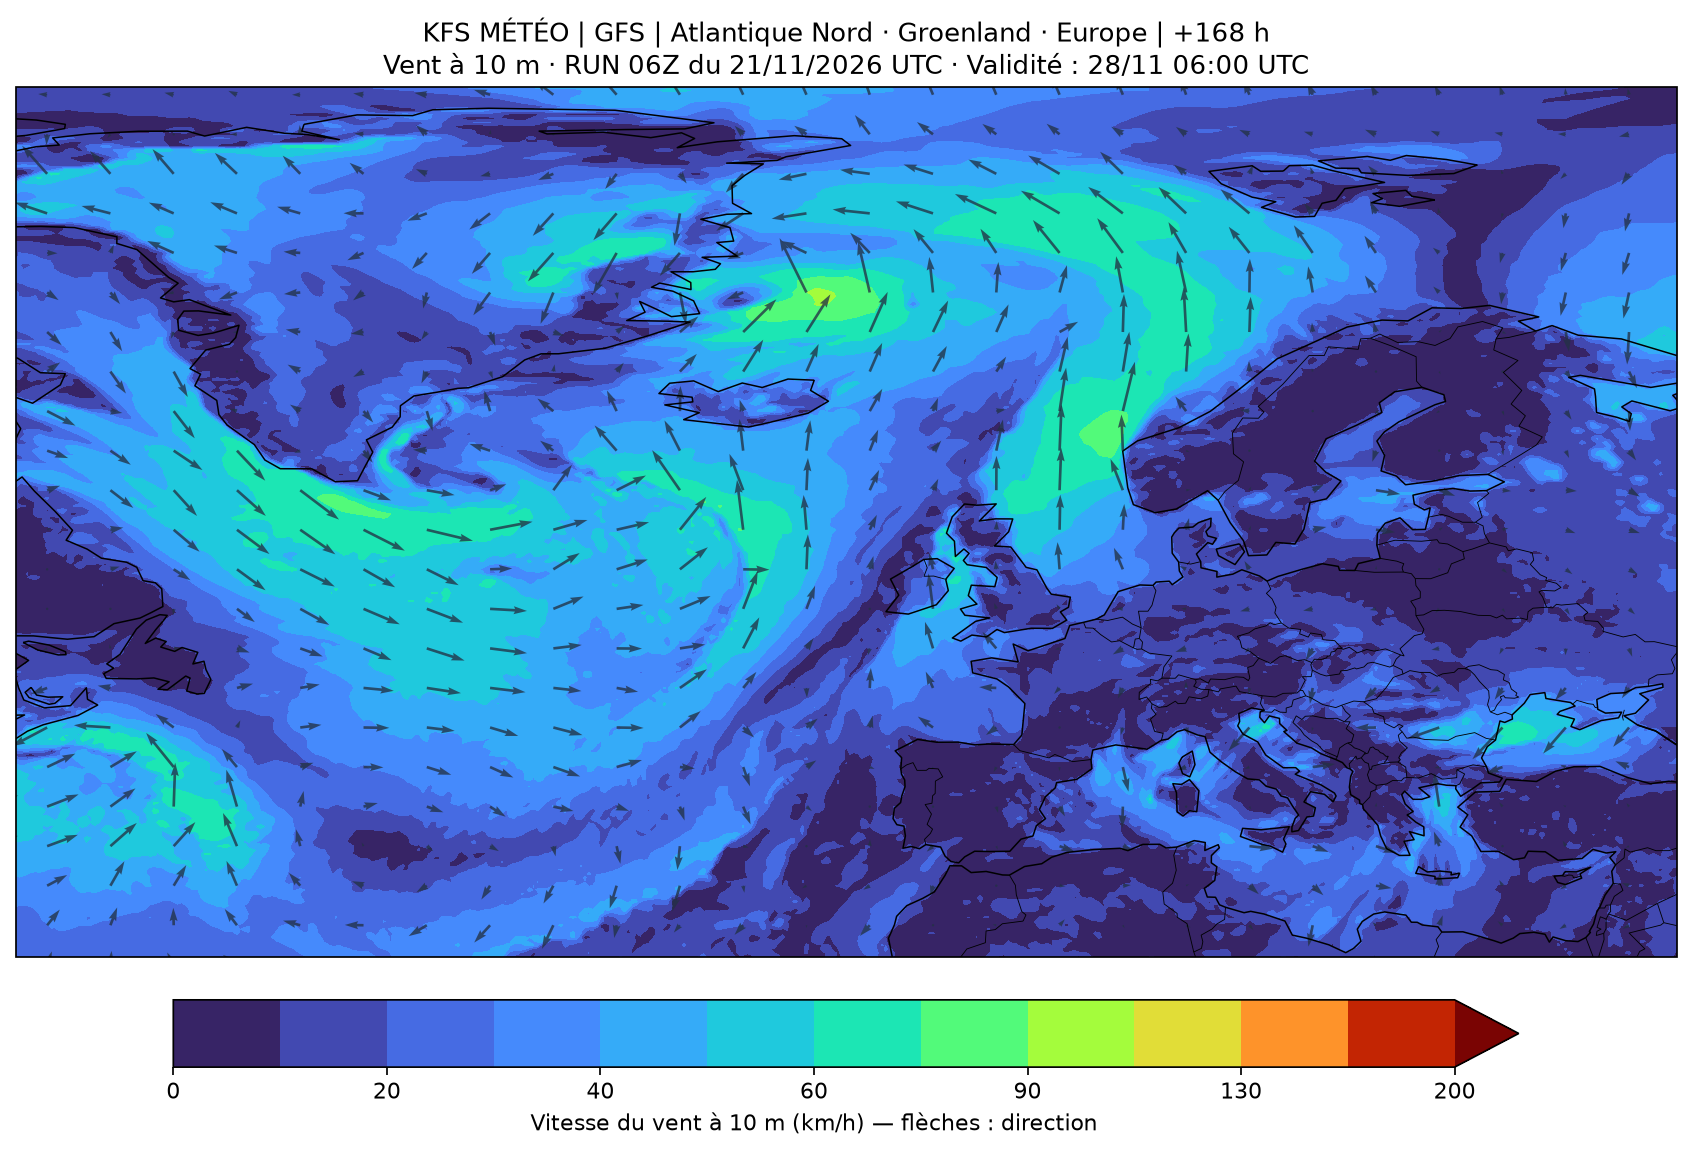 KFS MÉTÉO | GFS | Atlantique Nord · Groenland · Europe | +168 h
Vent à 10 m · RUN 06Z du 21/11/2026 UTC · Validité : 28/11 06:00 UTC
0 20 40 60 90 130 200
Vitesse du vent à 10 m (km/h) — flèches : direction